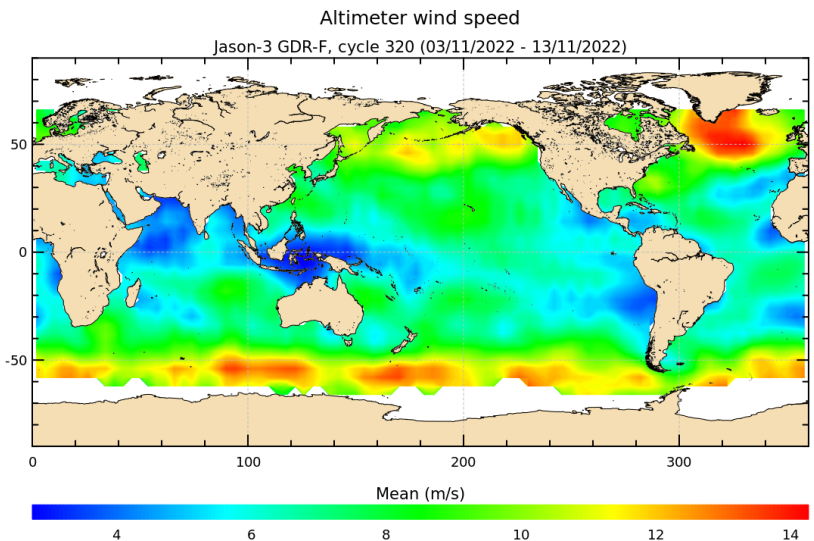 Altimeter wind speed
Jason-3 GDR-F, cycle 320 (03/11/2022 - 13/11/2022)
50
0
-50
0 100 200 300
Mean (m/s)
4 6 8 10 12 14